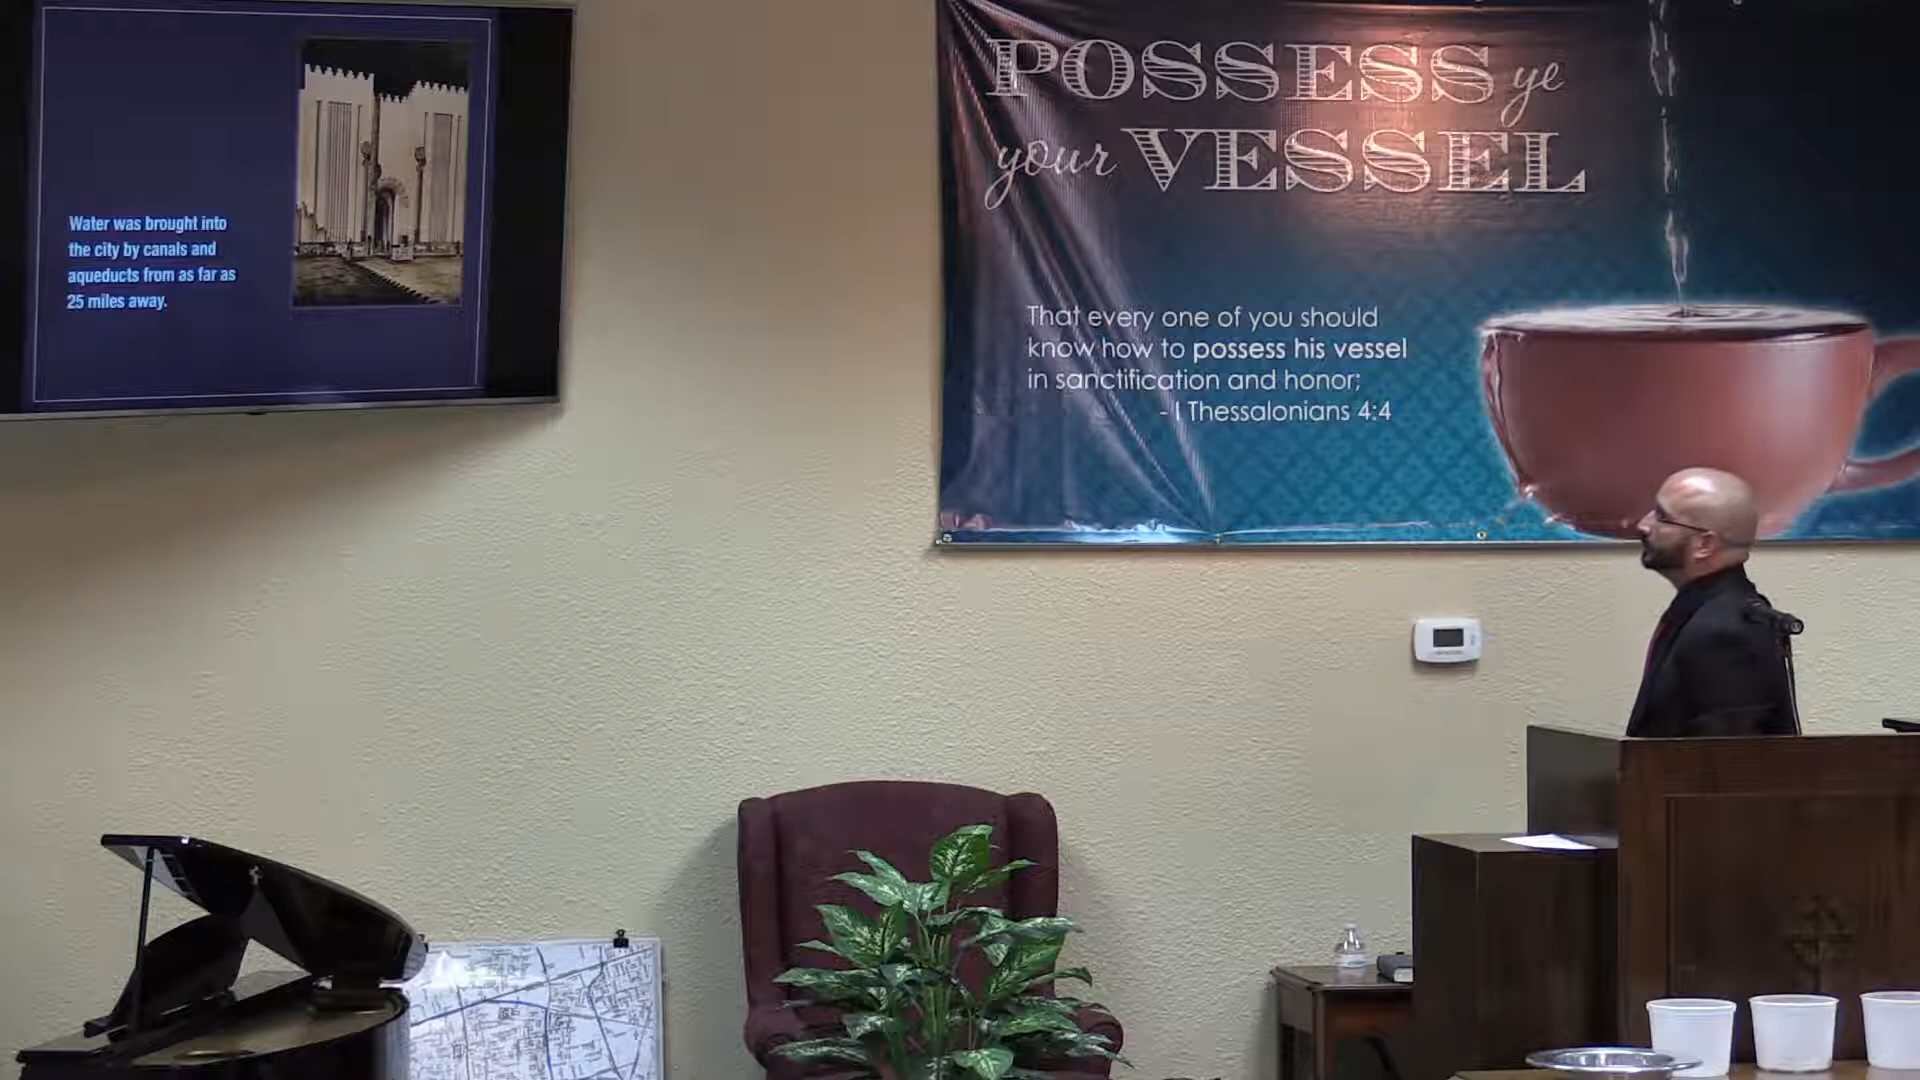 Water was brought into
the city by canals and
aqueducts from as far as
25 miles away.
POSSESS ye
your VESSEL
That every one of you should
know how to possess his vessel
in sanctification and honor;
- I Thessalonians 4:4